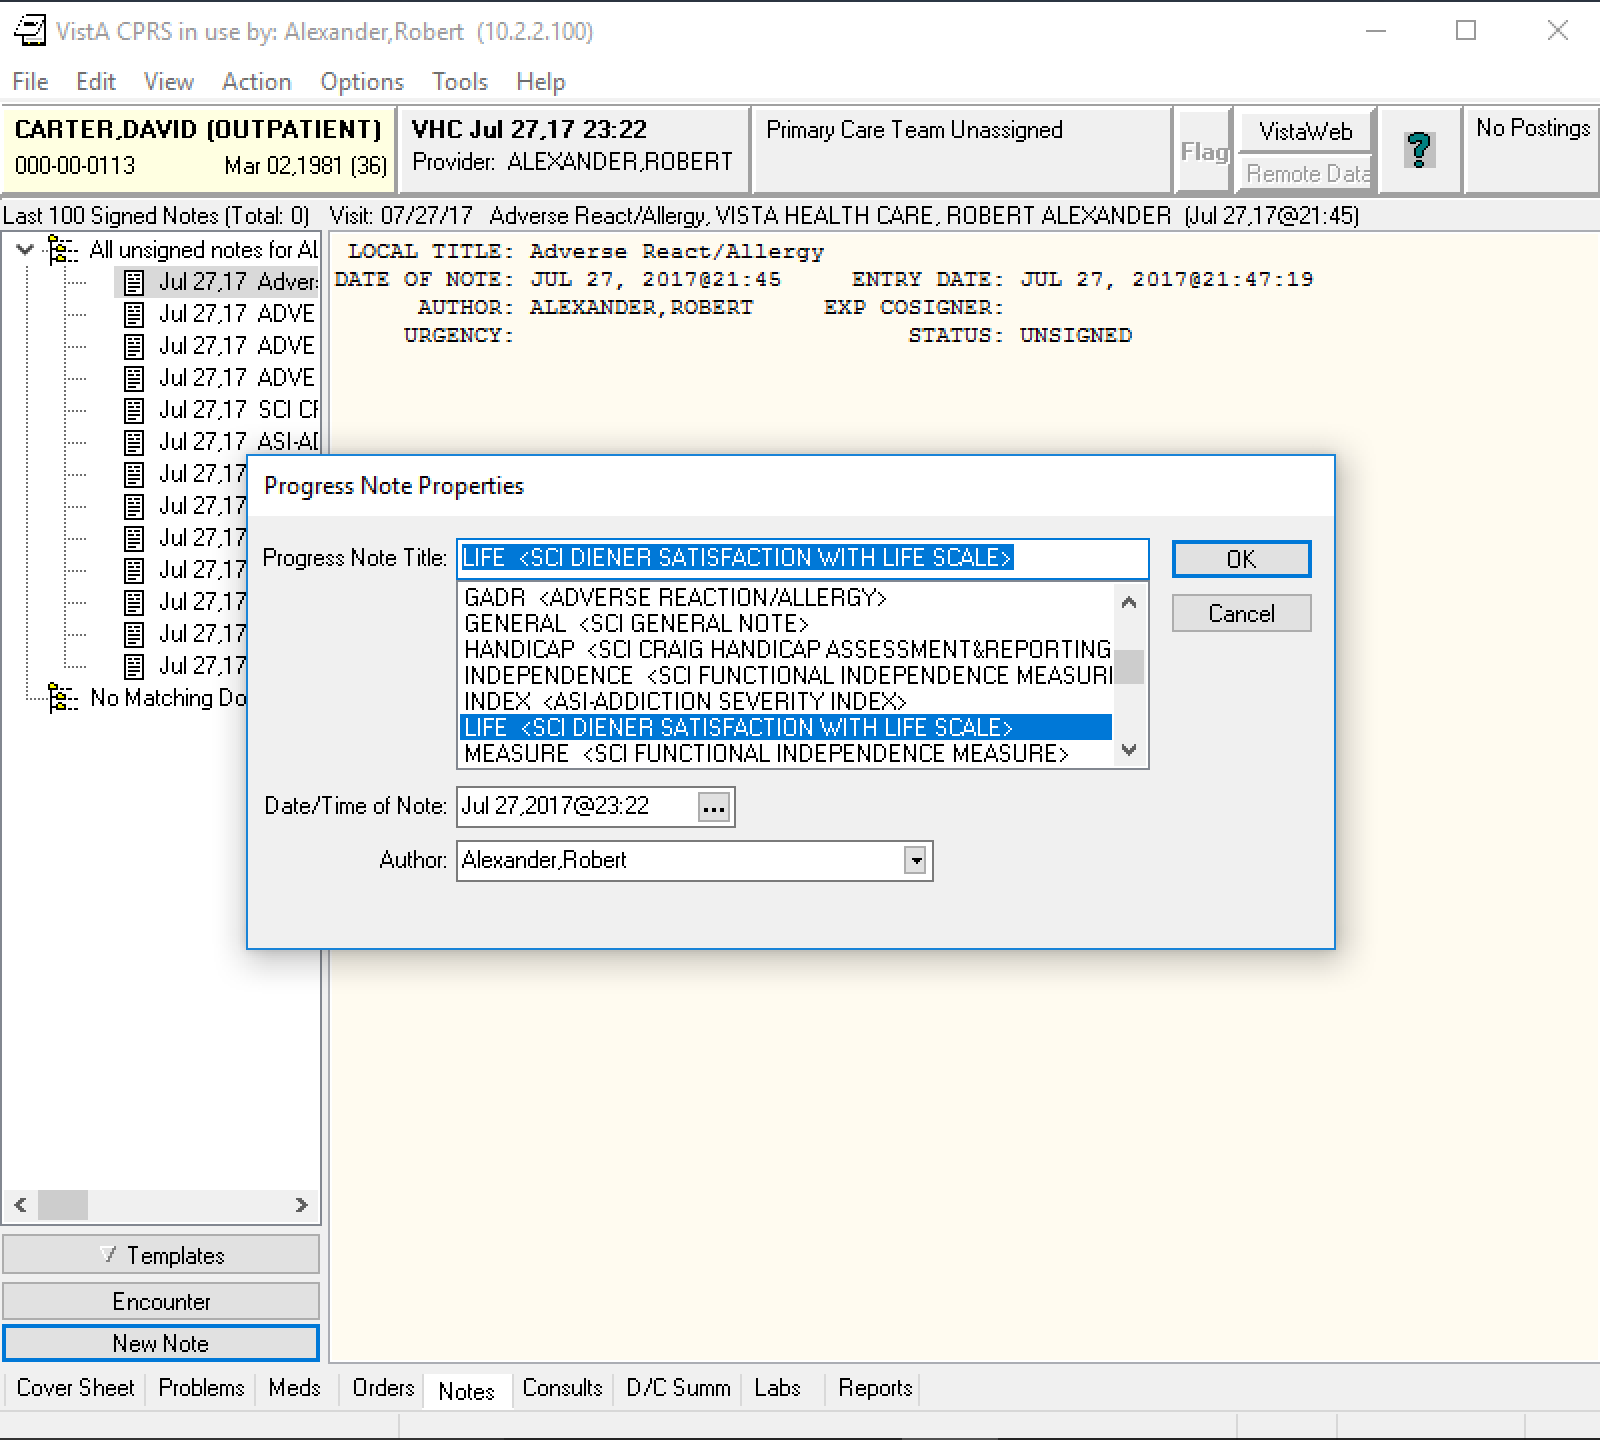 VistA CPRS in use by: Alexander,Robert (10.2.2.100)
File Edit View Action Options Tools Help
CARTER,DAVID (OUTPATIENT)
000-00-0113 Mar 02,1981 (36)
VHC Jul 27,17 23:22
Provider: ALEXANDER,ROBERT
Primary Care Team Unassigned
Flag
VistaWeb
Remote Data
?
No Postings
Last 100 Signed Notes (Total: 0)
Visit: 07/27/17 Adverse React/Allergy, VISTA HEALTH CARE, ROBERT ALEXANDER (Jul 27,17@21:45)
All unsigned notes for AL
Jul 27,17 Advers
Jul 27,17 ADVE
Jul 27,17 ADVE
Jul 27,17 ADVE
Jul 27,17 SCI CF
Jul 27,17 ASI-AD
Jul 27,17
Jul 27,17
Jul 27,17
Jul 27,17
Jul 27,17
Jul 27,17
Jul 27,17
No Matching Do
LOCAL TITLE: Adverse React/Allergy
DATE OF NOTE: JUL 27, 2017@21:45 ENTRY DATE: JUL 27, 2017@21:47:19
AUTHOR: ALEXANDER,ROBERT EXP COSIGNER:
URGENCY: STATUS: UNSIGNED
Progress Note Properties
Progress Note Title: LIFE <SCI DIENER SATISFACTION WITH LIFE SCALE>
GADR <ADVERSE REACTION/ALLERGY>
GENERAL <SCI GENERAL NOTE>
HANDICAP <SCI CRAIG HANDICAP ASSESSMENT&REPORTING
INDEPENDENCE <SCI FUNCTIONAL INDEPENDENCE MEASURI
INDEX <ASI-ADDICTION SEVERITY INDEX>
LIFE <SCI DIENER SATISFACTION WITH LIFE SCALE>
MEASURE <SCI FUNCTIONAL INDEPENDENCE MEASURE>
OK
Cancel
Date/Time of Note: Jul 27,2017@23:22 ...
Author: Alexander,Robert
Templates
Encounter
New Note
Cover Sheet Problems Meds Orders Notes Consults D/C Summ Labs Reports